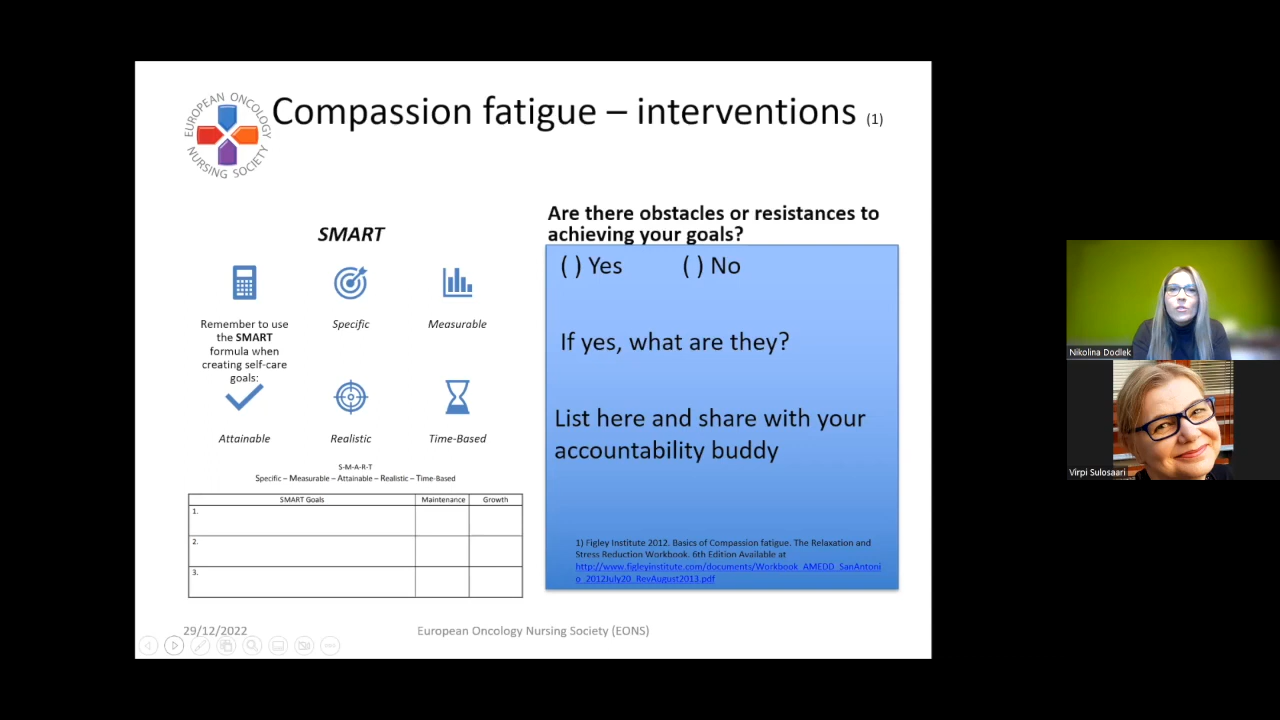 EUROPEAN ONCOLOGY
NURSING SOCIETY
Compassion fatigue – interventions (1)
SMART
Remember to use
the SMART
formula when
creating self-care
goals:
Specific
Measurable
Attainable
Realistic
Time-Based
S-M-A-R-T
Specific – Measurable – Attainable – Realistic – Time-Based
SMART Goals Maintenance Growth
1.
2.
3.
Are there obstacles or resistances to
achieving your goals?
( ) Yes ( ) No
If yes, what are they?
List here and share with your
accountability buddy
1) Figley Institute 2012. Basics of Compassion fatigue. The Relaxation and
Stress Reduction Workbook. 6th Edition Available at
http://www.figleyinstitute.com/documents/Workbook_AMEDD_SanAntoni
o_2012July20_RevAugust2013.pdf
29/12/2022
European Oncology Nursing Society (EONS)
Nikolina Dodlek
Virpi Sulosaari